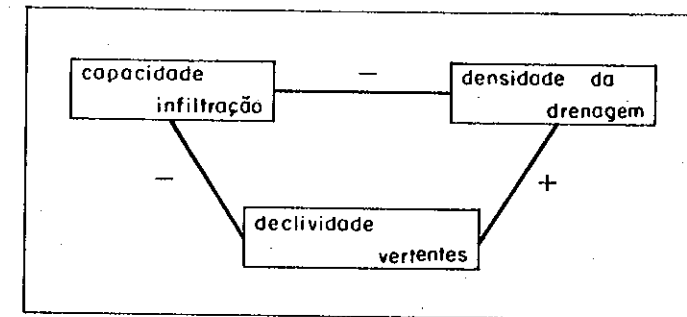 capacidade
infiltração
−
densidade da
drenagem
−
+
declividade
vertentes